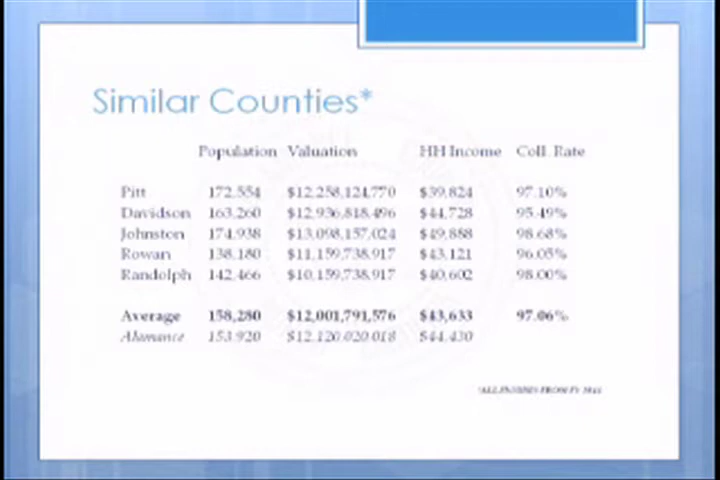 Similar Counties*
Population Valuation HH Income Coll. Rate
Pitt 172,554 $12,258,124,770 $39,824 97.10%
Davidson 163,260 $12,936,818,496 $44,728 95.49%
Johnston 174,938 $13,098,157,024 $49,888 98.68%
Rowan 138,180 $11,159,738,917 $43,121 96.05%
Randolph 142,466 $10,159,738,917 $40,602 98.00%
Average 158,280 $12,001,791,576 $43,633 97.06%
Alamance 153,920 $12,120,020,018 $44,430
*ALL FIGURES FROM FY